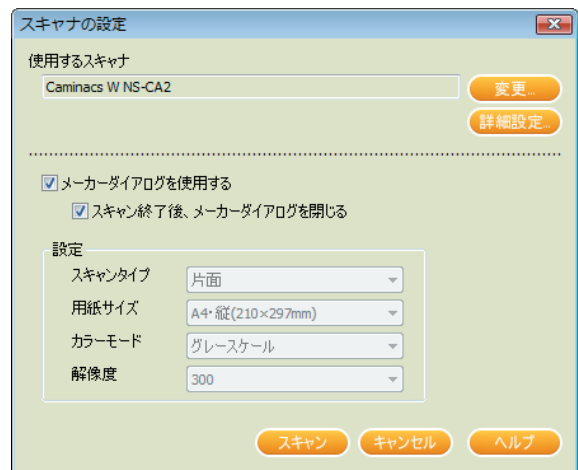 スキャナの設定
使用するスキャナ
Caminacs W NS-CA2
変更...
詳細設定...
メーカーダイアログを使用する
スキャン終了後、メーカーダイアログを閉じる
設定
スキャンタイプ 片面
用紙サイズ A4・縦(210×297mm)
カラーモード グレースケール
解像度 300
スキャン キャンセル ヘルプ